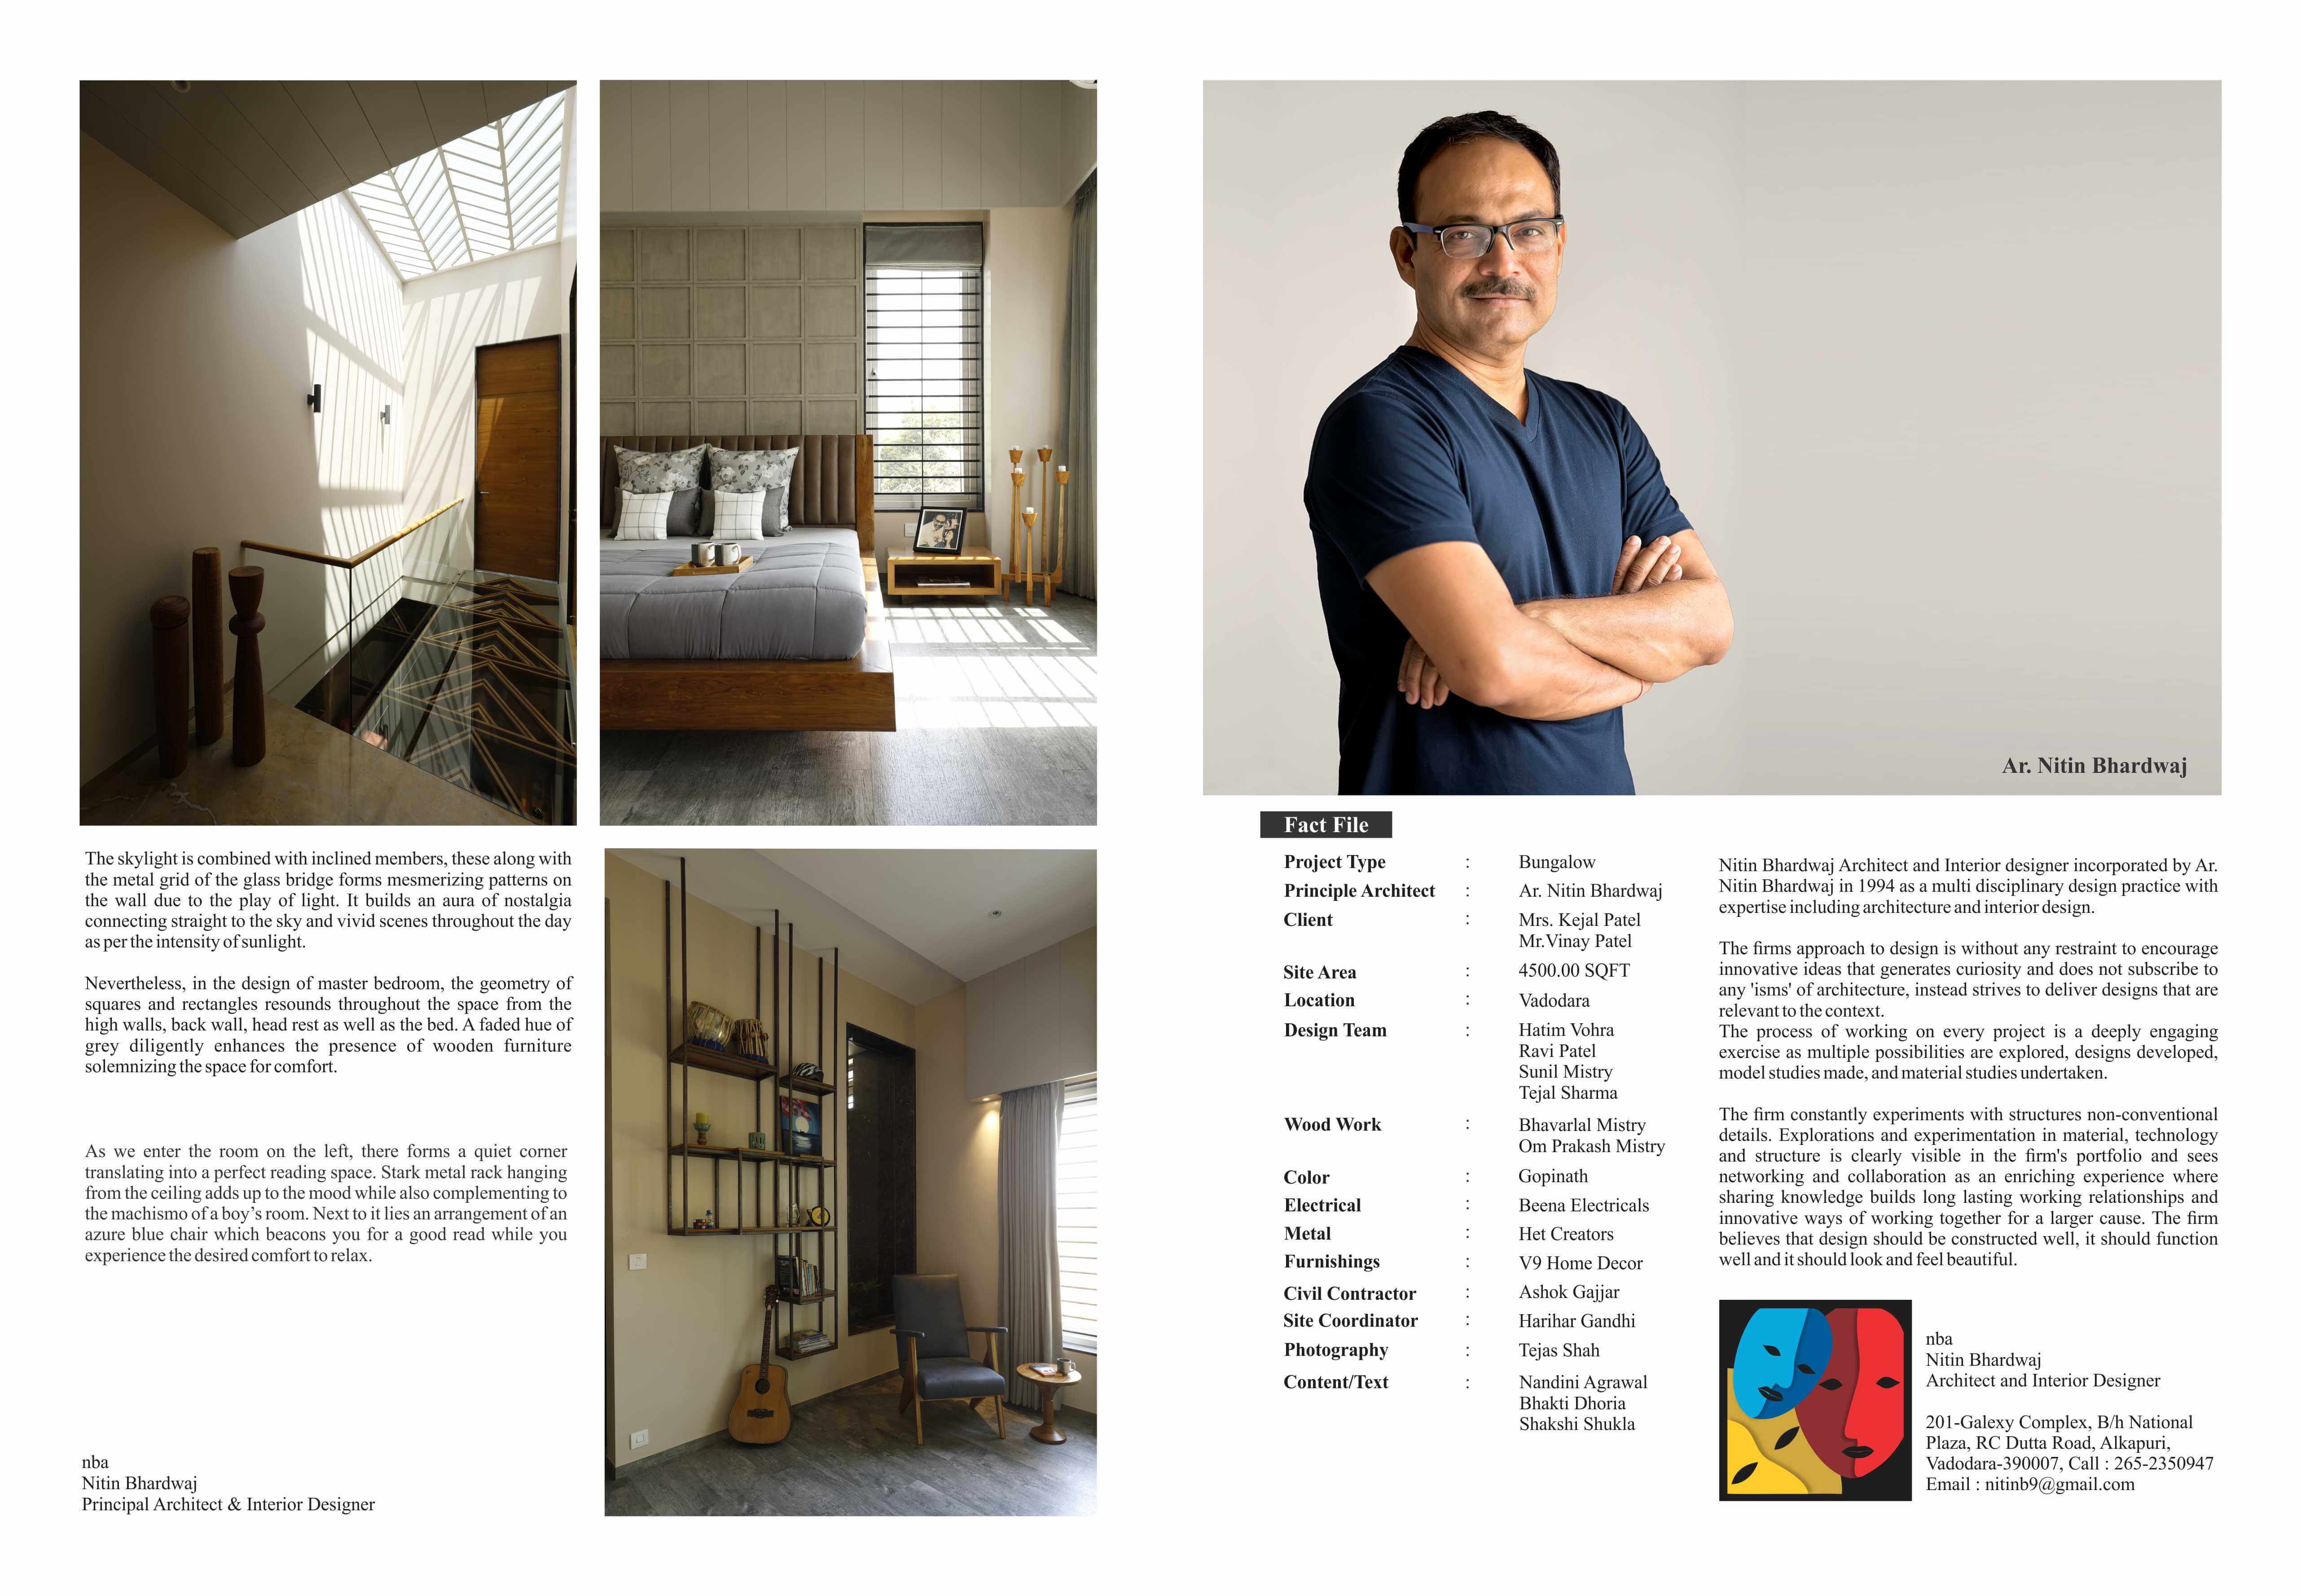 The skylight is combined with inclined members, these along with
the metal grid of the glass bridge forms mesmerizing patterns on
the wall due to the play of light. It builds an aura of nostalgia
connecting straight to the sky and vivid scenes throughout the day
as per the intensity of sunlight.
Nevertheless, in the design of master bedroom, the geometry of
squares and rectangles resounds throughout the space from the
high walls, back wall, head rest as well as the bed. A faded hue of
grey diligently enhances the presence of wooden furniture
solemnizing the space for comfort.
As we enter the room on the left, there forms a quiet corner
translating into a perfect reading space. Stark metal rack hanging
from the ceiling adds up to the mood while also complementing to
the machismo of a boy’s room. Next to it lies an arrangement of an
azure blue chair which beacons you for a good read while you
experience the desired comfort to relax.
nba
Nitin Bhardwaj
Principal Architect & Interior Designer
Ar. Nitin Bhardwaj
Fact File
Project Type : Bungalow
Principle Architect : Ar. Nitin Bhardwaj
Client : Mrs. Kejal Patel
Mr.Vinay Patel
Site Area : 4500.00 SQFT
Location : Vadodara
Design Team : Hatim Vohra
Ravi Patel
Sunil Mistry
Tejal Sharma
Wood Work : Bhavarlal Mistry
Om Prakash Mistry
Color : Gopinath
Electrical : Beena Electricals
Metal : Het Creators
Furnishings : V9 Home Decor
Civil Contractor : Ashok Gajjar
Site Coordinator : Harihar Gandhi
Photography : Tejas Shah
Content/Text : Nandini Agrawal
Bhakti Dhoria
Shakshi Shukla
Nitin Bhardwaj Architect and Interior designer incorporated by Ar.
Nitin Bhardwaj in 1994 as a multi disciplinary design practice with
expertise including architecture and interior design.
The firms approach to design is without any restraint to encourage
innovative ideas that generates curiosity and does not subscribe to
any 'isms' of architecture, instead strives to deliver designs that are
relevant to the context.
The process of working on every project is a deeply engaging
exercise as multiple possibilities are explored, designs developed,
model studies made, and material studies undertaken.
The firm constantly experiments with structures non-conventional
details. Explorations and experimentation in material, technology
and structure is clearly visible in the firm's portfolio and sees
networking and collaboration as an enriching experience where
sharing knowledge builds long lasting working relationships and
innovative ways of working together for a larger cause. The firm
believes that design should be constructed well, it should function
well and it should look and feel beautiful.
nba
Nitin Bhardwaj
Architect and Interior Designer
201-Galexy Complex, B/h National
Plaza, RC Dutta Road, Alkapuri,
Vadodara-390007, Call : 265-2350947
Email : nitinb9@gmail.com